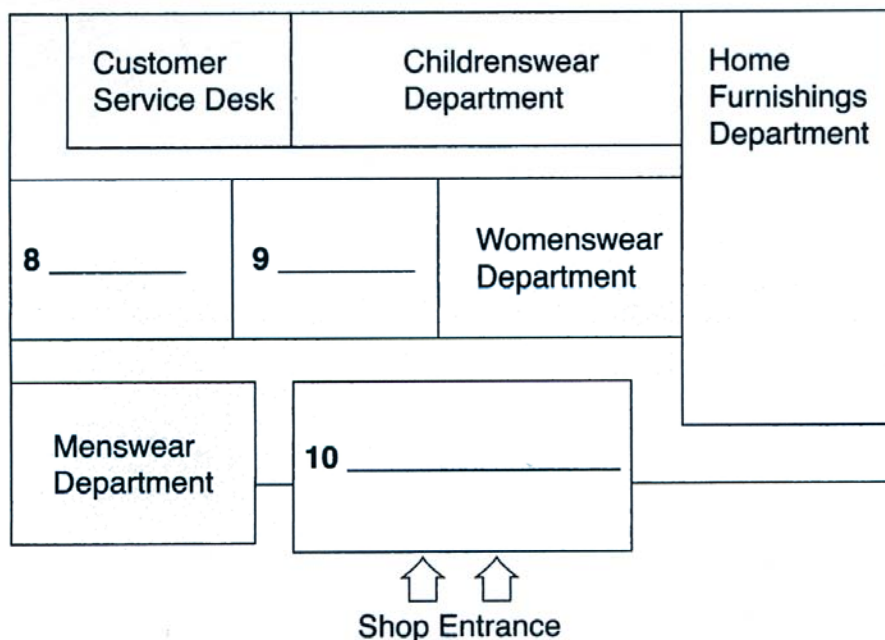 Customer
Service Desk
Childrenswear
Department
Home
Furnishings
Department
8 ________
9 ________
Womenswear
Department
Menswear
Department
10 ________________
Shop Entrance